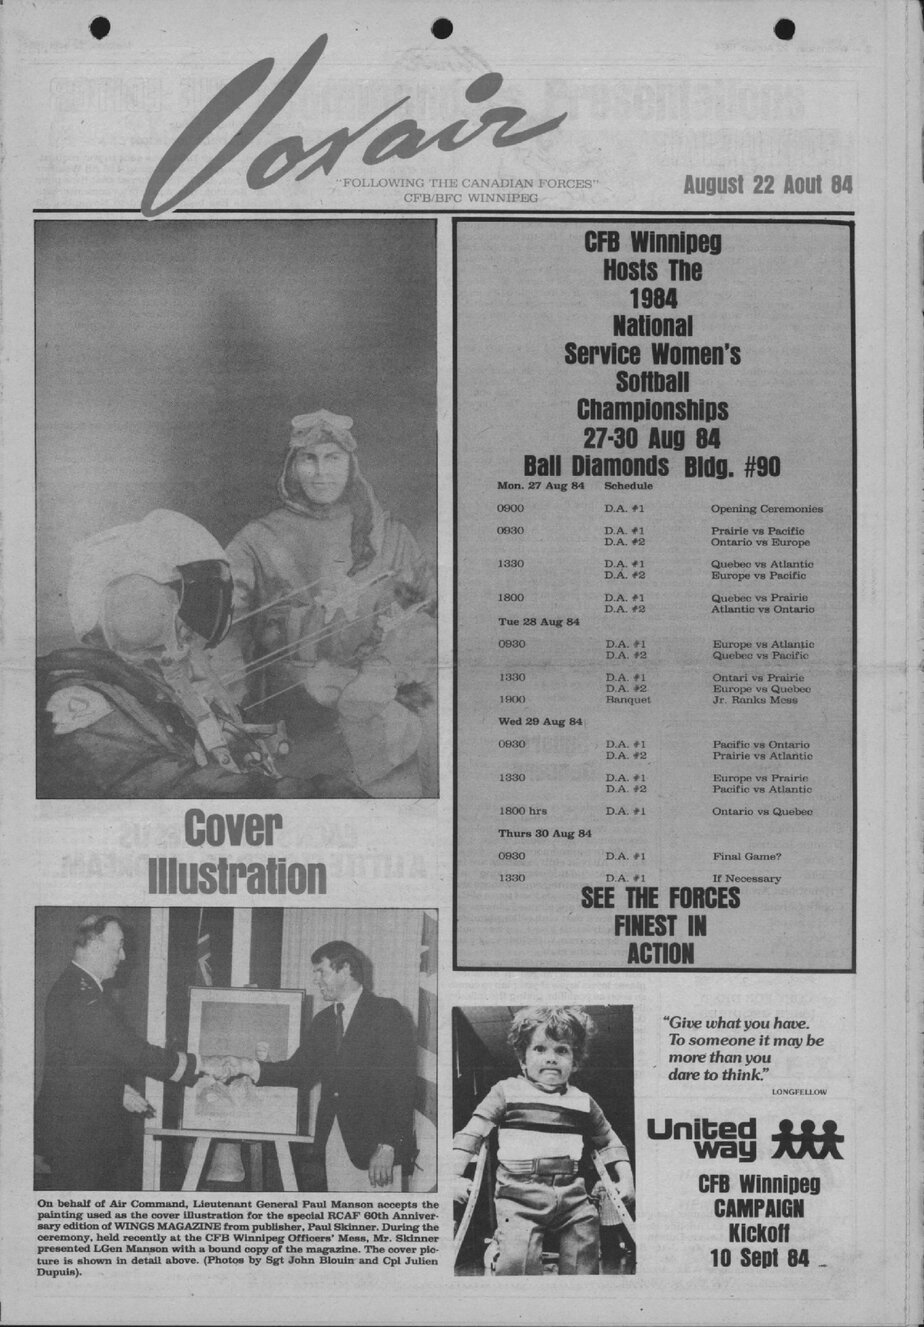 Voxair
"FOLLOWING THE CANADIAN FORCES"
CFB/BFC WINNIPEG
August 22 Aout 84
CFB Winnipeg
Hosts The
1984
National
Service Women's
Softball
Championships
27-30 Aug 84
Ball Diamonds Bldg. #90
Mon. 27 Aug 84 Schedule
0900 D.A. #1 Opening Ceremonies
0930 D.A. #1 Prairie vs Pacific
D.A. #2 Ontario vs Europe
1330 D.A. #1 Quebec vs Atlantic
D.A. #2 Europe vs Pacific
1800 D.A. #1 Quebec vs Prairie
D.A. #2 Atlantic vs Ontario
Tue 28 Aug 84
0930 D.A. #1 Europe vs Atlantic
D.A. #2 Quebec vs Pacific
1330 D.A. #1 Ontari vs Prairie
D.A. #2 Europe vs Quebec
1900 Banquet Jr. Ranks Mess
Wed 29 Aug 84
0930 D.A. #1 Pacific vs Ontario
D.A. #2 Prairie vs Atlantic
1330 D.A. #1 Europe vs Prairie
D.A. #2 Pacific vs Atlantic
1800 hrs D.A. #1 Ontario vs Quebec
Thurs 30 Aug 84
0930 D.A. #1 Final Game?
1330 D.A. #1 If Necessary
SEE THE FORCES
FINEST IN
ACTION
Cover
Illustration
On behalf of Air Command, Lieutenant General Paul Manson accepts the
painting used as the cover illustration for the special RCAF 60th Anniver-
sary edition of WINGS MAGAZINE from publisher, Paul Skinner. During the
ceremony, held recently at the CFB Winnipeg Officers' Mess, Mr. Skinner
presented LGen Manson with a bound copy of the magazine. The cover pic-
ture is shown in detail above. (Photos by Sgt John Blouin and Cpl Julien
Dupuis).
"Give what you have.
To someone it may be
more than you
dare to think."
LONGFELLOW
United
way
CFB Winnipeg
CAMPAIGN
Kickoff
10 Sept 84